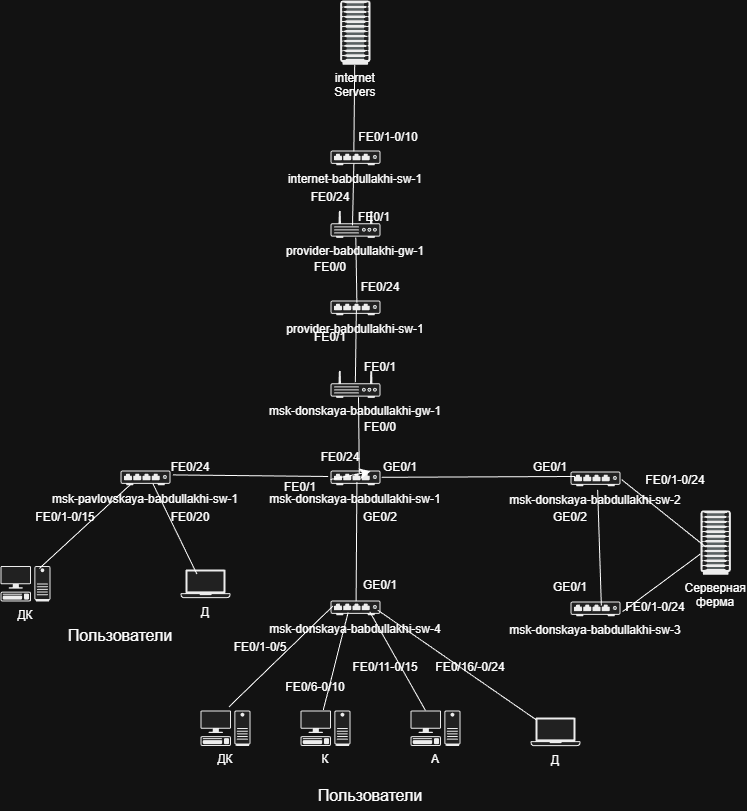 internet
Servers
FE0/1-0/10
internet-babdullakhi-sw-1
FE0/24
FE0/1
provider-babdullakhi-gw-1
FE0/0
FE0/24
provider-babdullakhi-sw-1
FE0/1
FE0/1
msk-donskaya-babdullakhi-gw-1
FE0/0
FE0/24
FE0/24
GE0/1
GE0/1
FE0/1-0/24
FE0/1
msk-pavlovskaya-babdullakhi-sw-1
msk-donskaya-babdullakhi-sw-1
msk-donskaya-babdullakhi-sw-2
FE0/1-0/15
FE0/20
GE0/2
GE0/2
GE0/1
GE0/1
Серверная
ферма
FE0/1-0/24
ДК
Д
Пользователи
msk-donskaya-babdullakhi-sw-4
msk-donskaya-babdullakhi-sw-3
FE0/1-0/5
FE0/11-0/15
FE0/16/-0/24
FE0/6-0/10
ДК
К
А
Д
Пользователи